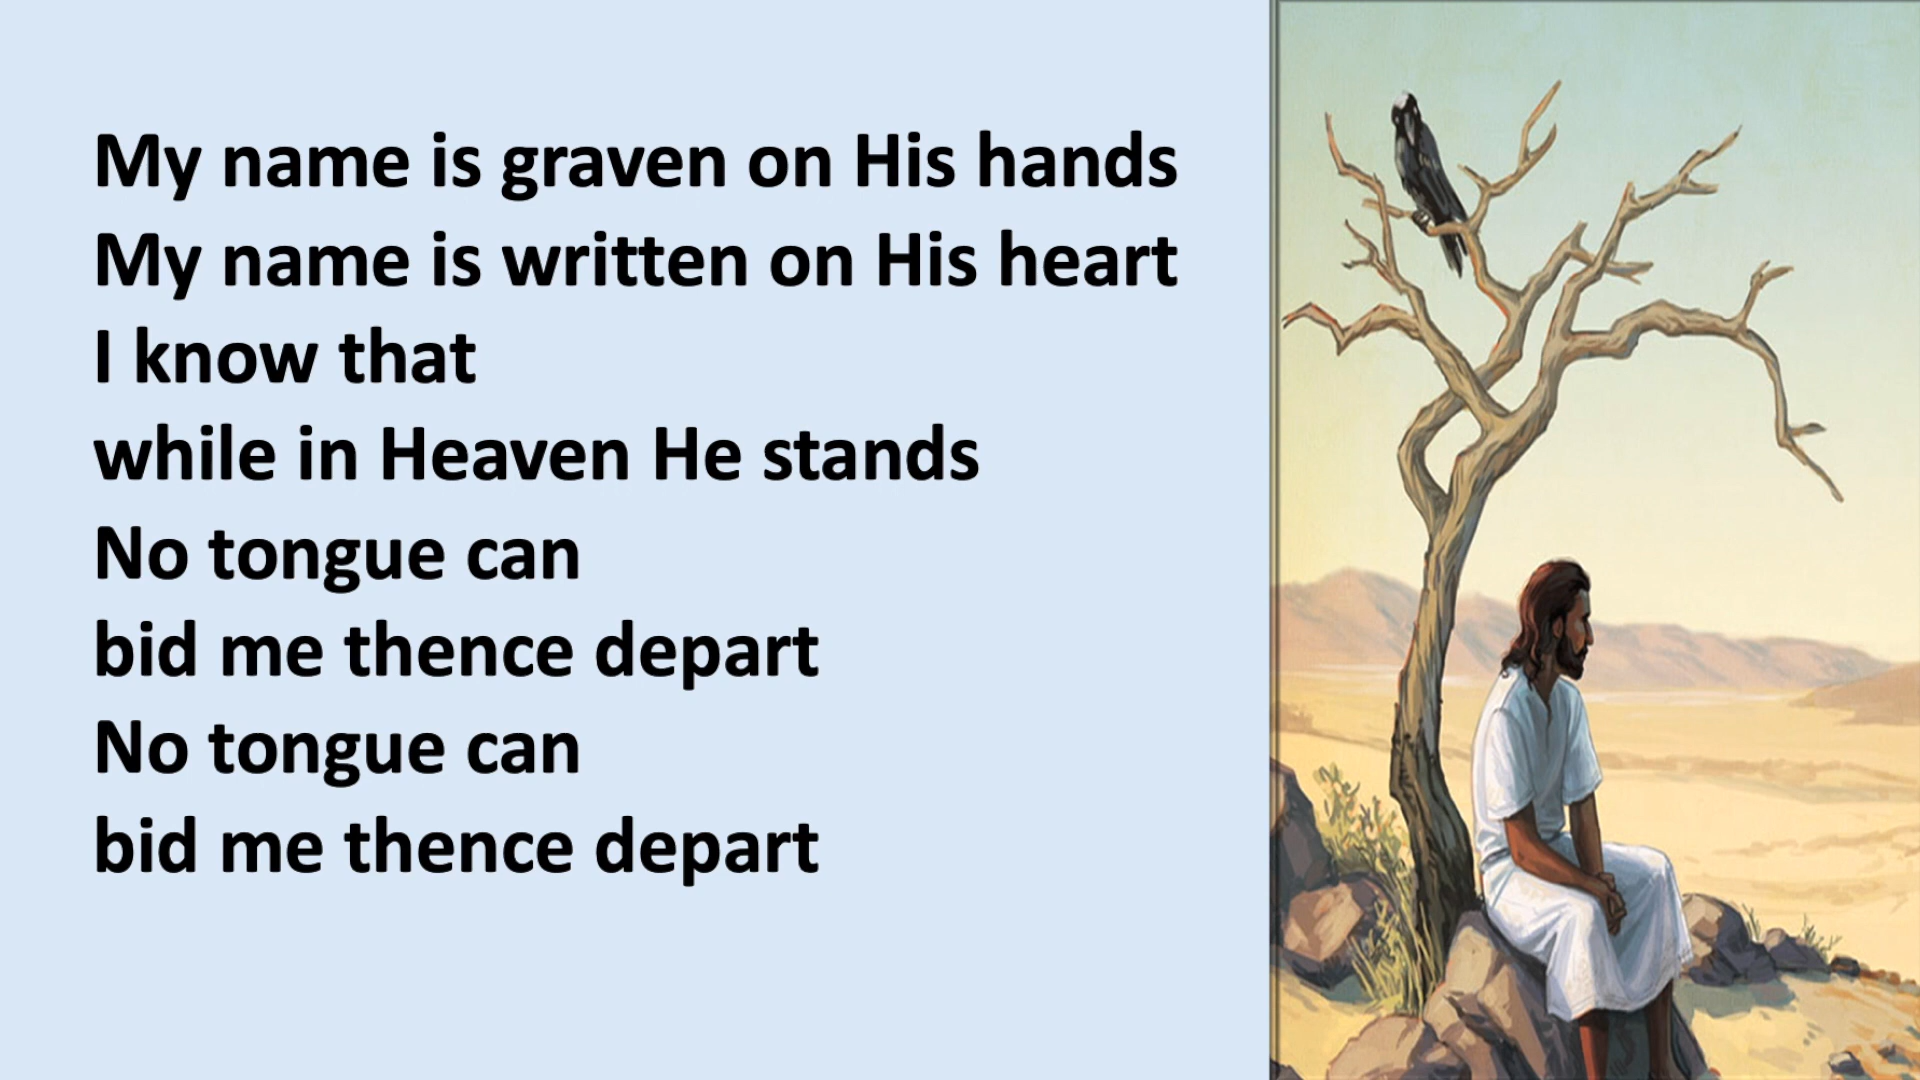 My name is graven on His hands
My name is written on His heart
I know that
while in Heaven He stands
No tongue can
bid me thence depart
No tongue can
bid me thence depart